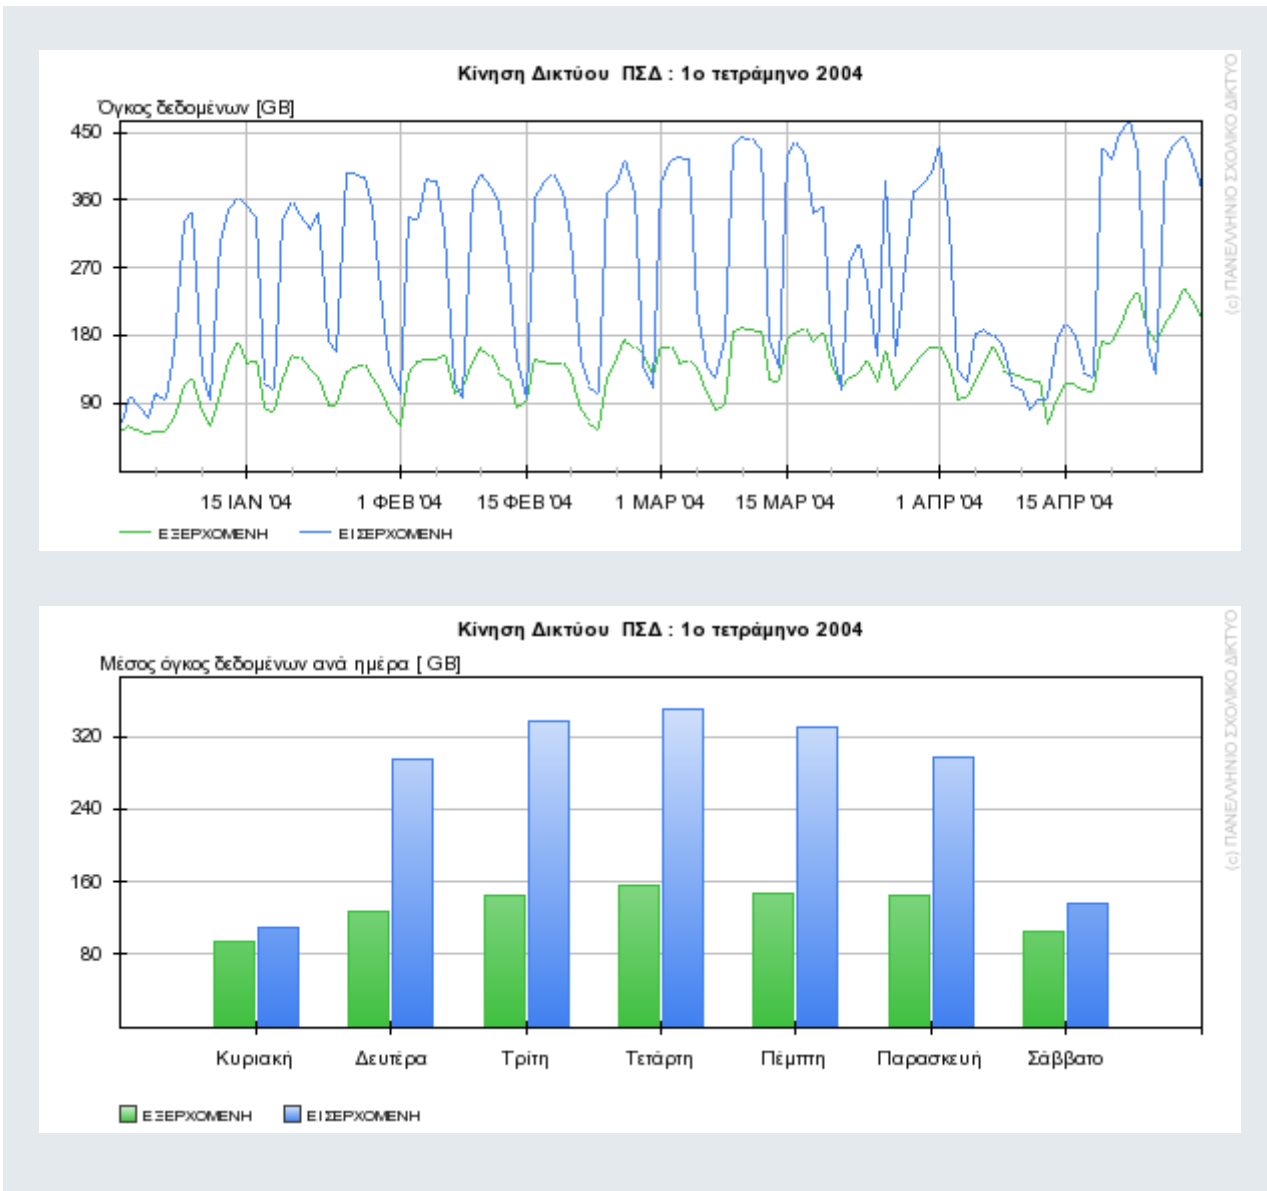 Κίνηση Δικτύου ΠΣΔ : 1ο τετράμηνο 2004
Όγκος δεδομένων [GB]
450
360
270
180
90
15 ΙΑΝ '04
1 ΦΕΒ '04
15 ΦΕΒ '04
1 ΜΑΡ '04
15 ΜΑΡ '04
1 ΑΠΡ '04
15 ΑΠΡ '04
ΕΞΕΡΧΟΜΕΝΗ
ΕΙΣΕΡΧΟΜΕΝΗ
(c) ΠΑΝΕΛΛΗΝΙΟ ΣΧΟΛΙΚΟ ΔΙΚΤΥΟ
Κίνηση Δικτύου ΠΣΔ : 1ο τετράμηνο 2004
Μέσος όγκος δεδομένων ανά ημέρα [ GB]
320
240
160
80
Κυριακή
Δευτέρα
Τρίτη
Τετάρτη
Πέμπτη
Παρασκευή
Σάββατο
ΕΞΕΡΧΟΜΕΝΗ
ΕΙΣΕΡΧΟΜΕΝΗ
(c) ΠΑΝΕΛΛΗΝΙΟ ΣΧΟΛΙΚΟ ΔΙΚΤΥΟ